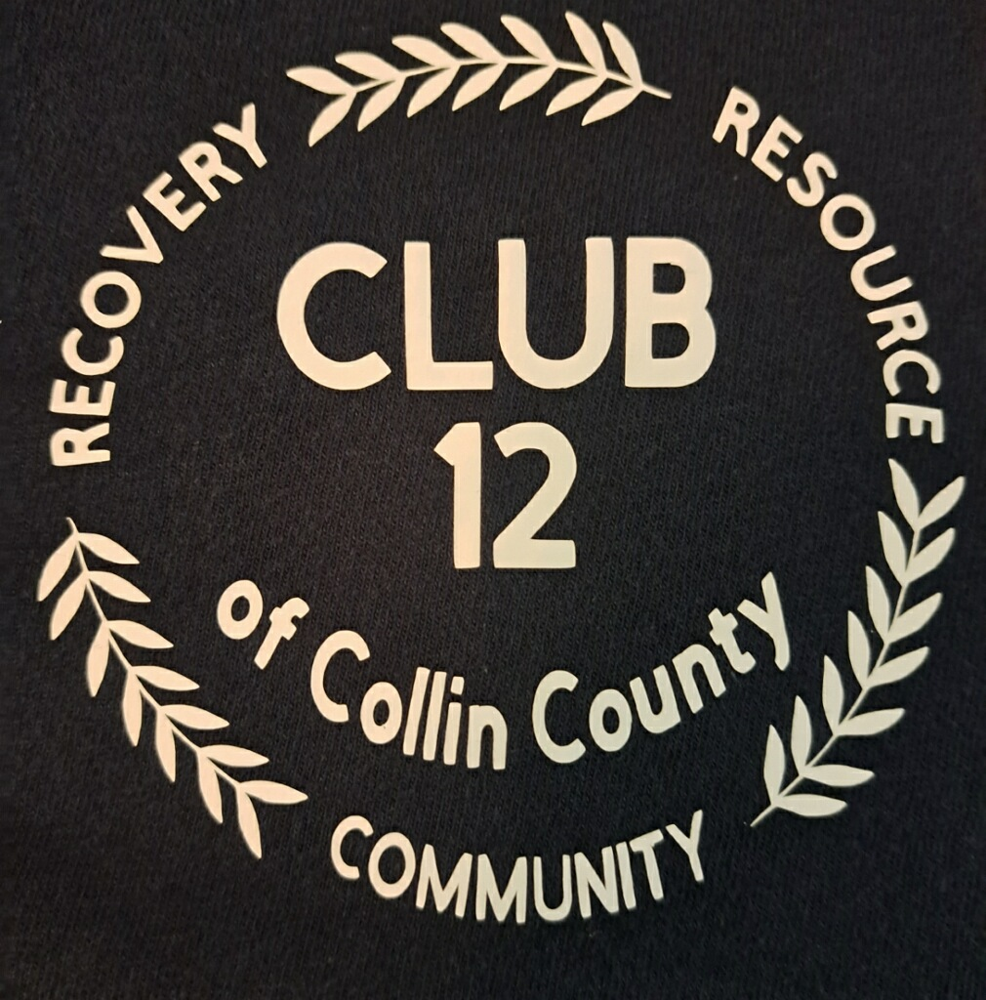 RECOVERY
RESOURCE
CLUB
12
of Collin County
COMMUNITY